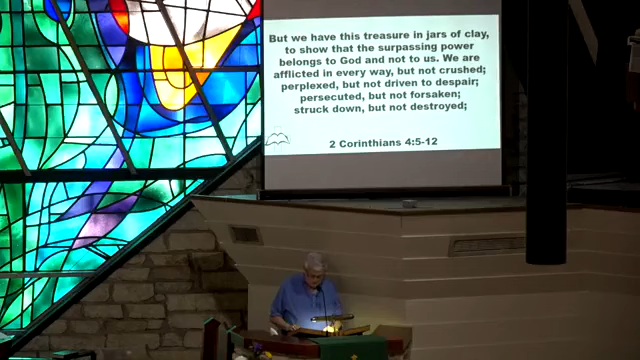 But we have this treasure in jars of clay,
to show that the surpassing power
belongs to God and not to us. We are
afflicted in every way, but not crushed;
perplexed, but not driven to despair;
persecuted, but not forsaken;
struck down, but not destroyed;
2 Corinthians 4:5-12